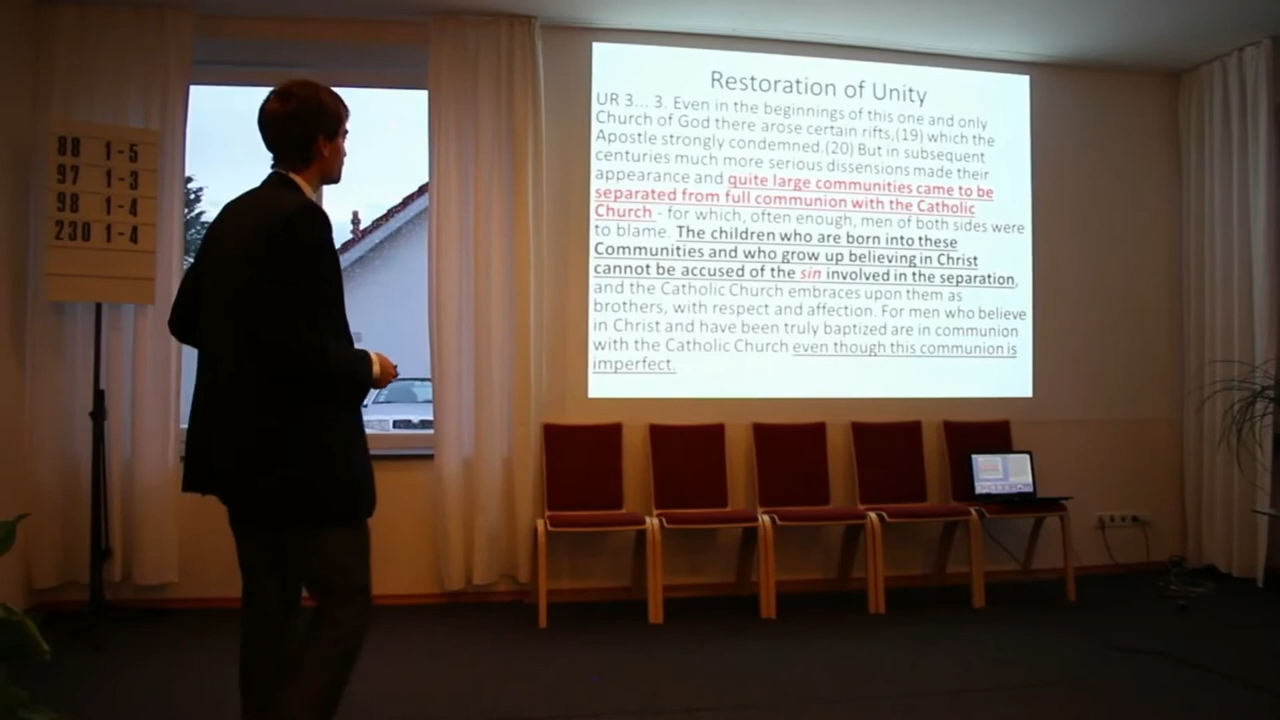 88 1-5
97 1-3
98 1-4
230 1-4
Restoration of Unity
UR 3... 3. Even in the beginnings of this one and only
Church of God there arose certain rifts,(19) which the
Apostle strongly condemned.(20) But in subsequent
centuries much more serious dissensions made their
appearance and quite large communities came to be
separated from full communion with the Catholic
Church - for which, often enough, men of both sides were
to blame. The children who are born into these
Communities and who grow up believing in Christ
cannot be accused of the sin involved in the separation,
and the Catholic Church embraces upon them as
brothers, with respect and affection. For men who believe
in Christ and have been truly baptized are in communion
with the Catholic Church even though this communion is
imperfect.